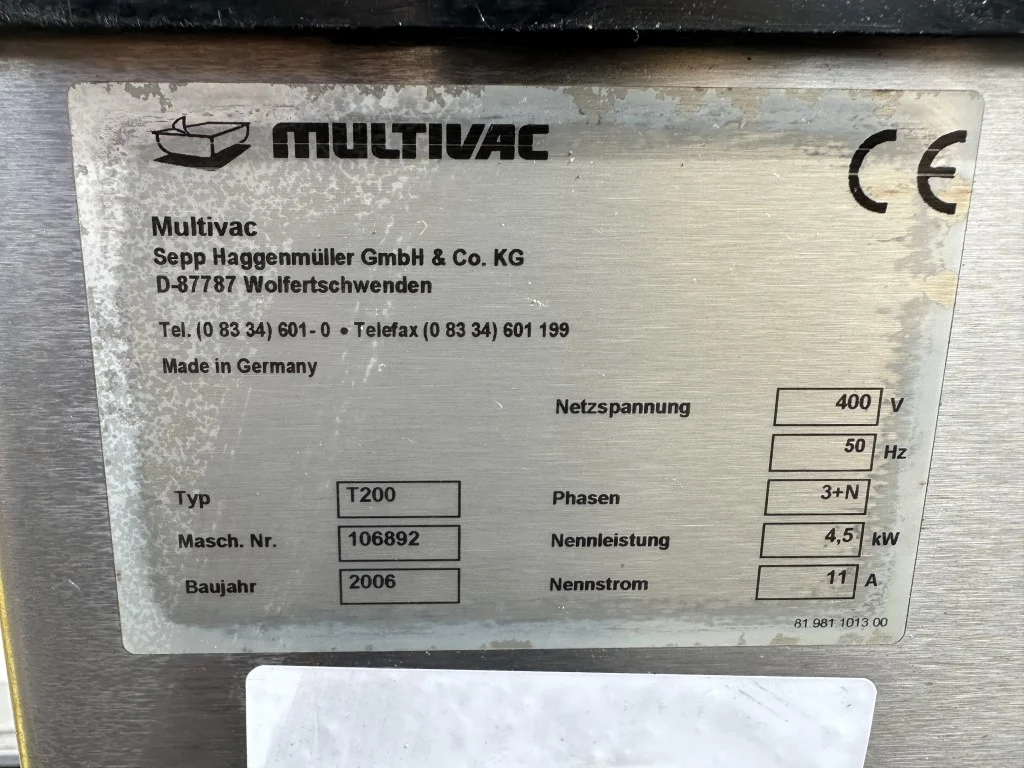 MULTIVAC
CE
Multivac
Sepp Haggenmüller GmbH & Co. KG
D-87787 Wolfertschwenden
Tel. (0 83 34) 601-0 • Telefax (0 83 34) 601 199
Made in Germany
Netzspannung 400 V
50 Hz
Typ T200 Phasen 3+N
Masch. Nr. 106892 Nennleistung 4,5 kW
Baujahr 2006 Nennstrom 11 A
81 981 1013 00